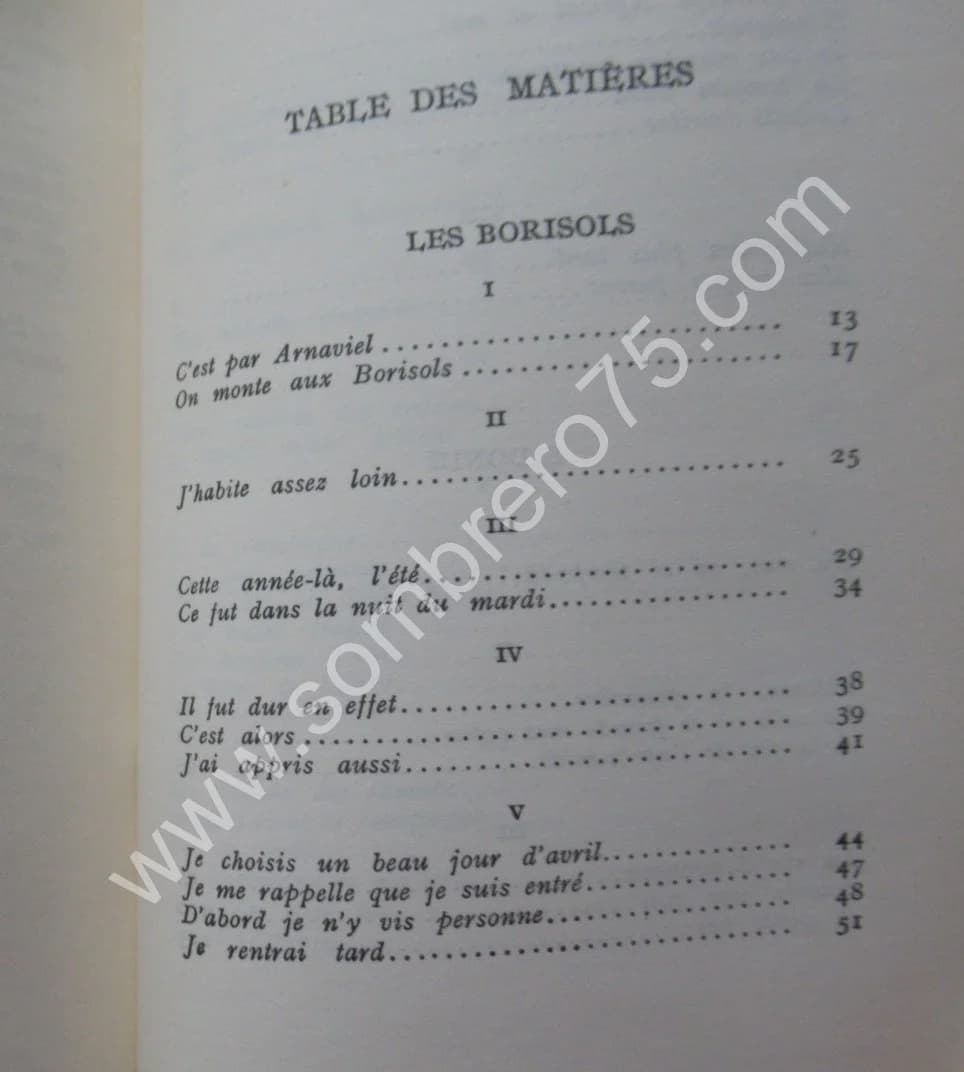 TABLE DES MATIÈRES
LES BORISOLS
I
C'est par Arnaviel ............................ 13
On monte aux Borisols ...................... 17
II
J'habite assez loin .......................... 25
III
Cette année-là, l'été ......................... 29
Ce fut dans la nuit du mardi ................. 34
IV
Il fut dur en effet ........................... 38
C'est alors .................................. 39
J'ai appris aussi ........................... 41
V
Je choisis un beau jour d'avril ............. 44
Je me rappelle que je suis entré .............. 47
D'abord je n'y vis personne ................. 48
Je rentrai tard ............................ 51
www.sombrero75.com